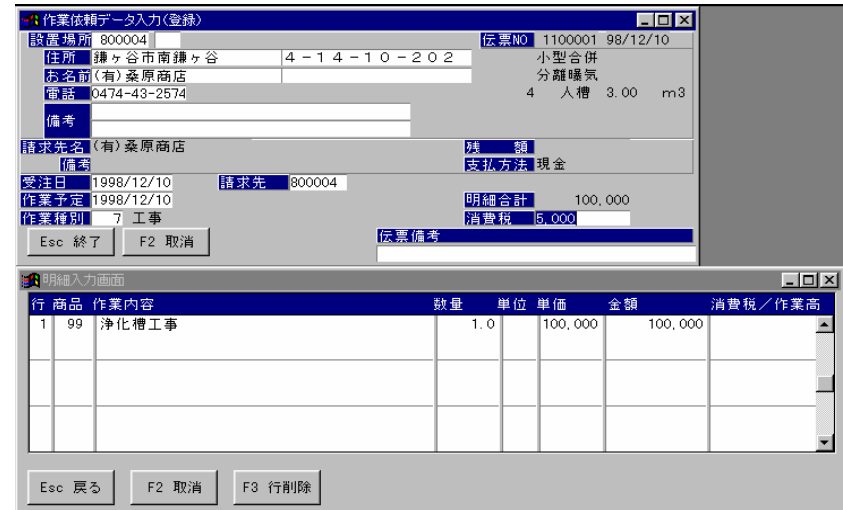 作業依頼データ入力(登録)
設置場所 800004 伝票NO 1100001 98/12/10
住所 鎌ヶ谷市南鎌ヶ谷 4-14-10-202 小型合併
お名前 (有)桑原商店 分離曝気
電話 0474-43-2574 4 人槽 3.00 m3
備考
請求先名 (有)桑原商店 残 額
備考 支払方法 現金
受注日 1998/12/10 請求先 800004
作業予定 1998/12/10 明細合計 100,000
作業種別 7 工事 消費税 5,000
Esc 終了 F2 取消 伝票備考
明細入力画面
行 商品 作業内容 数量 単位 単価 金額 消費税/作業高
1 99 浄化槽工事 1.0 100,000 100,000
Esc 戻る F2 取消 F3 行削除